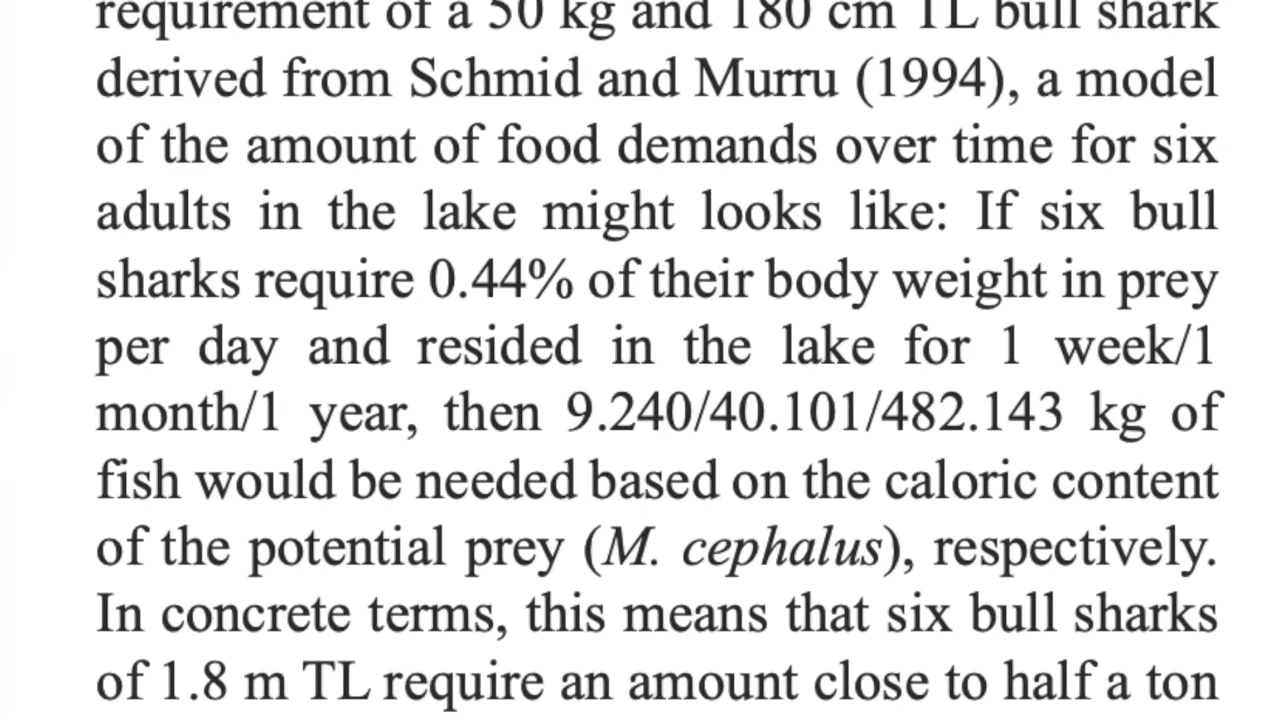 requirement of a 50 kg and 180 cm TL bull shark
derived from Schmid and Murru (1994), a model
of the amount of food demands over time for six
adults in the lake might looks like: If six bull
sharks require 0.44% of their body weight in prey
per day and resided in the lake for 1 week/1
month/1 year, then 9.240/40.101/482.143 kg of
fish would be needed based on the caloric content
of the potential prey (M. cephalus), respectively.
In concrete terms, this means that six bull sharks
of 1.8 m TL require an amount close to half a ton